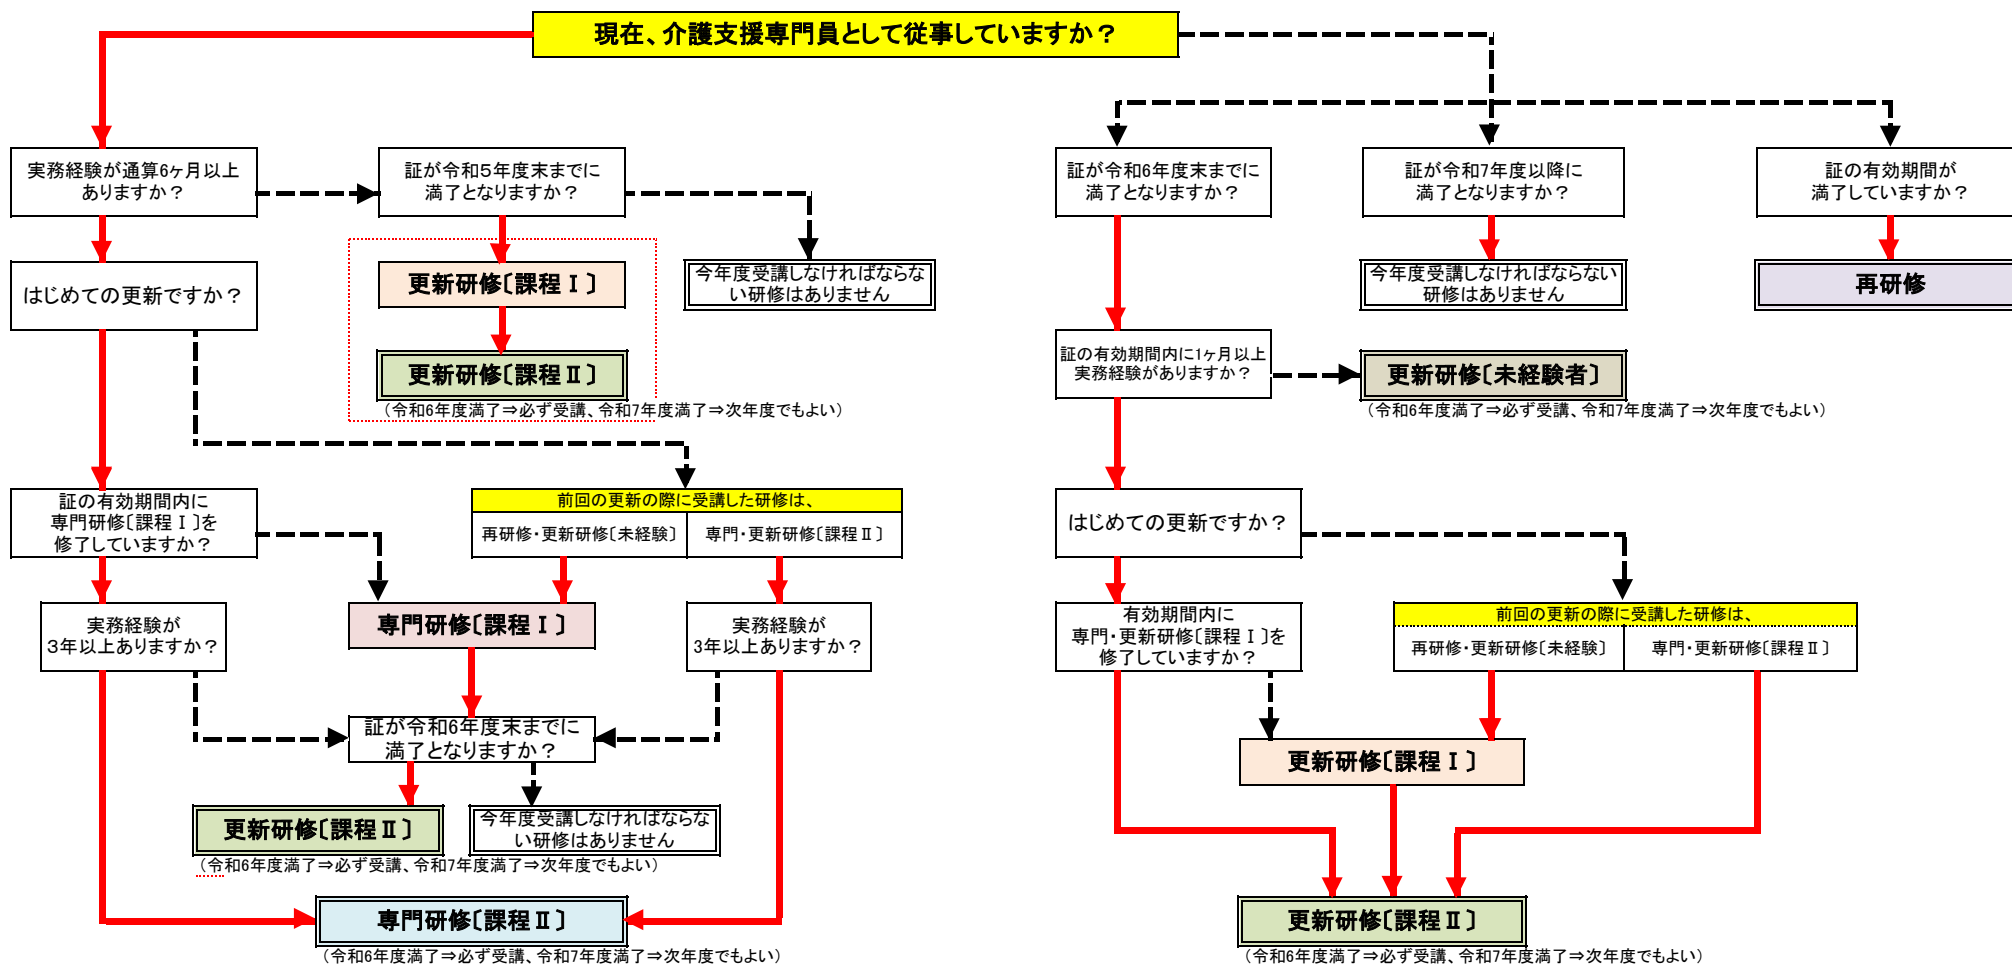 現在、介護支援専門員として従事していますか？
実務経験が通算6ヶ月以上
ありますか？
証が令和５年度末までに
満了となりますか？
証が令和6年度末までに
満了となりますか？
証が令和7年度以降に
満了となりますか？
証の有効期間が
満了していますか？
はじめての更新ですか？
更新研修〔課程Ⅰ〕
今年度受講しなければならな
い研修はありません
今年度受講しなければならない
研修はありません
再研修
更新研修〔課程Ⅱ〕
（令和6年度満了⇒必ず受講、令和7年度満了⇒次年度でもよい）
証の有効期間内に1ヶ月以上
実務経験がありますか？
更新研修〔未経験者〕
（令和6年度満了⇒必ず受講、令和7年度満了⇒次年度でもよい）
証の有効期間内に
専門研修〔課程Ⅰ〕を
修了していますか？
前回の更新の際に受講した研修は、
再研修・更新研修〔未経験〕
専門・更新研修〔課程Ⅱ〕
はじめての更新ですか？
実務経験が
３年以上ありますか？
専門研修〔課程Ⅰ〕
実務経験が
3年以上ありますか？
有効期間内に
専門・更新研修〔課程Ⅰ〕を
修了していますか？
前回の更新の際に受講した研修は、
再研修・更新研修〔未経験〕
専門・更新研修〔課程Ⅱ〕
証が令和6年度末までに
満了となりますか？
更新研修〔課程Ⅰ〕
更新研修〔課程Ⅱ〕
今年度受講しなければならな
い研修はありません
（令和6年度満了⇒必ず受講、令和7年度満了⇒次年度でもよい）
専門研修〔課程Ⅱ〕
（令和6年度満了⇒必ず受講、令和7年度満了⇒次年度でもよい）
更新研修〔課程Ⅱ〕
（令和6年度満了⇒必ず受講、令和7年度満了⇒次年度でもよい）